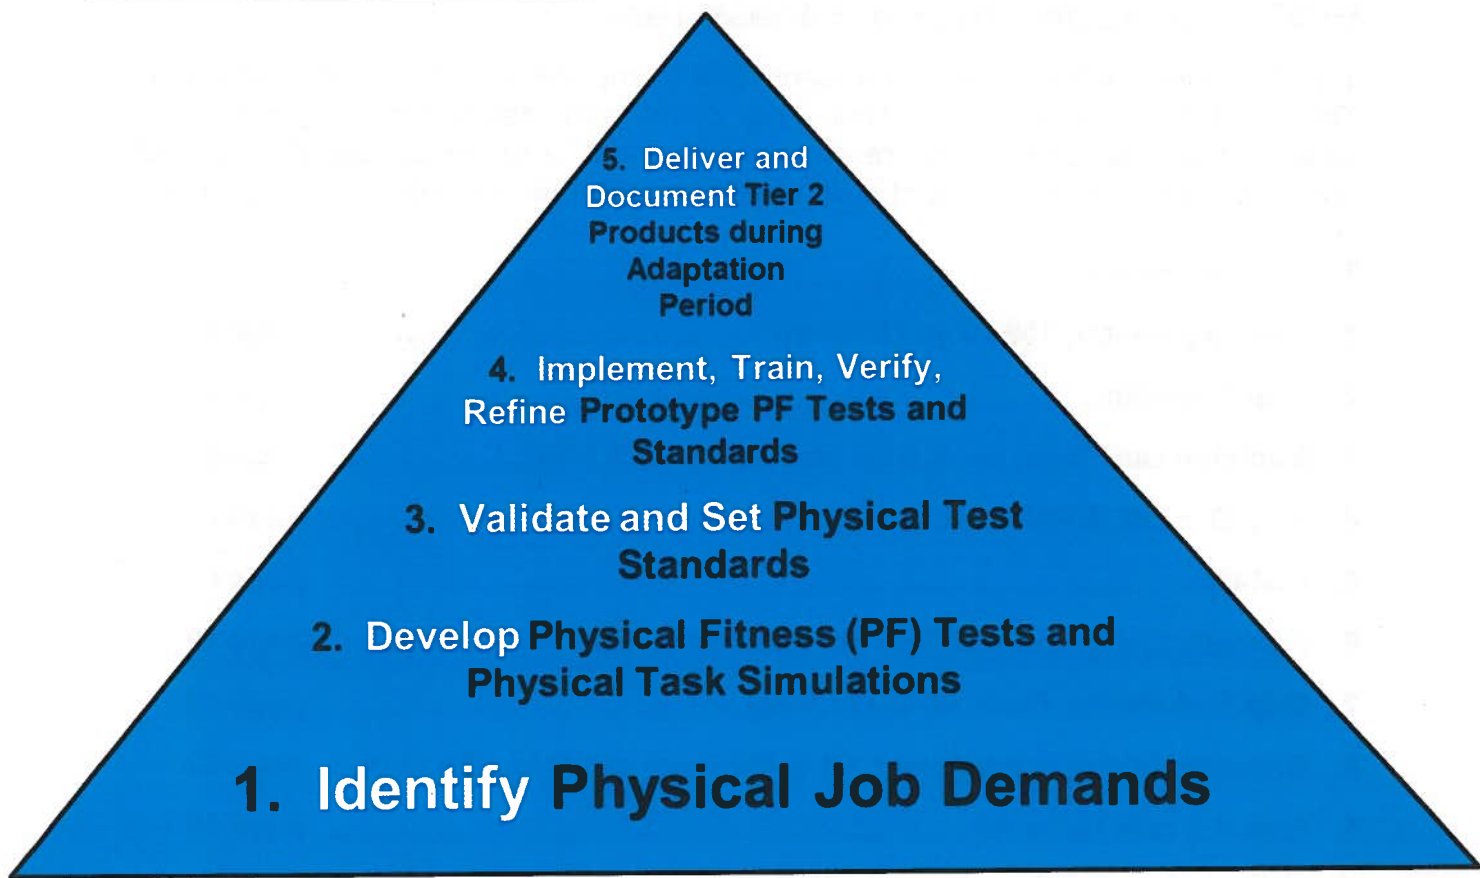 5. Deliver and
Document Tier 2
Products during
Adaptation
Period
4. Implement, Train, Verify,
Refine Prototype PF Tests and
Standards
3. Validate and Set Physical Test
Standards
2. Develop Physical Fitness (PF) Tests and
Physical Task Simulations
1. Identify Physical Job Demands